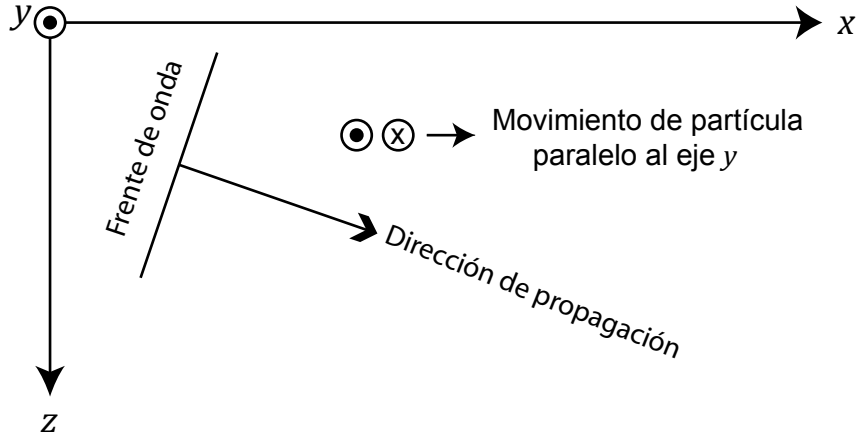 y
x
Frente de onda
x
Movimiento de partícula
paralelo al eje y
Dirección de propagación
z